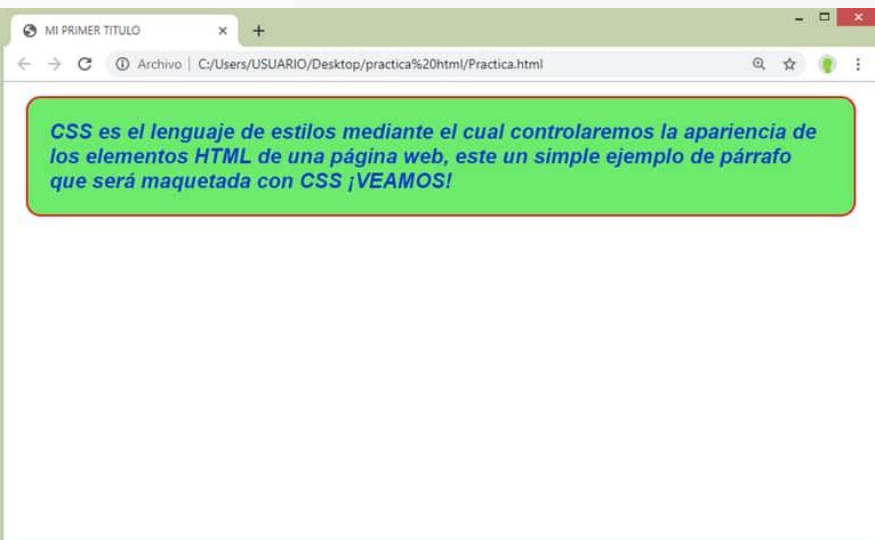 MI PRIMER TITULO
Archivo | C:/Users/USUARIO/Desktop/practica%20html/Practica.html
CSS es el lenguaje de estilos mediante el cual controlaremos la apariencia de
los elementos HTML de una página web, este un simple ejemplo de párrafo
que será maquetada con CSS ¡VEAMOS!